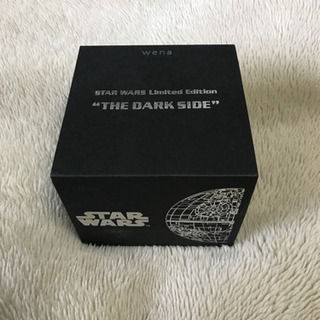 wena
STAR WARS Limited Edition
"THE DARK SIDE"
STAR
WARS